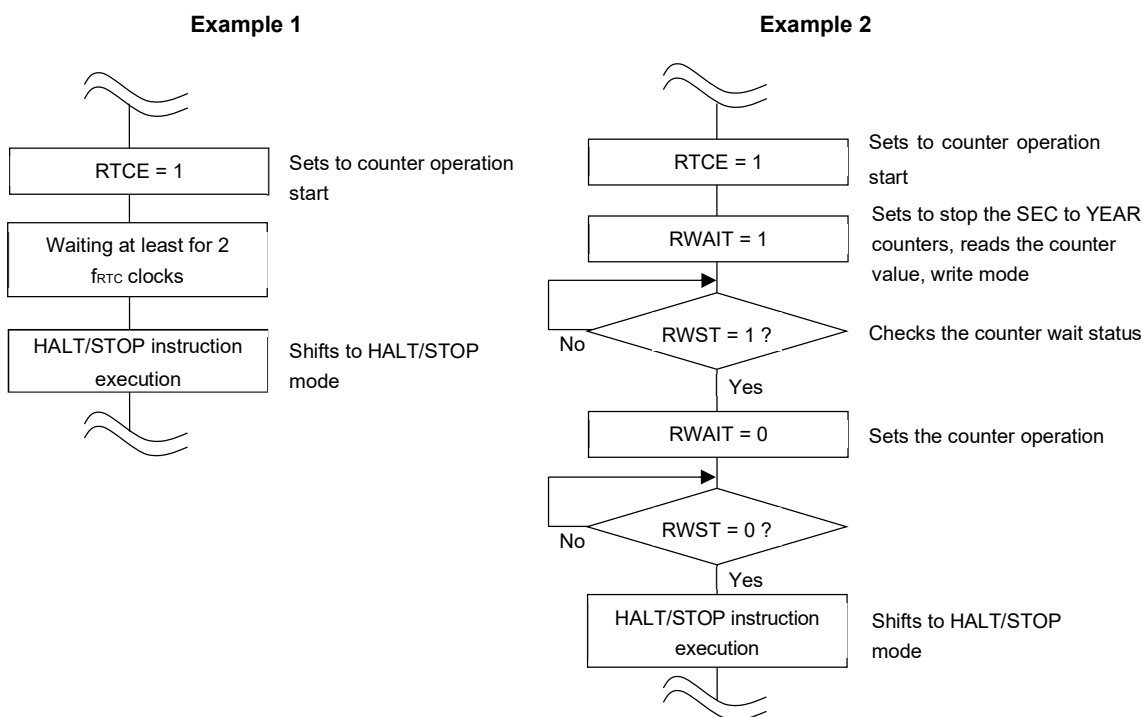 Example 1
RTCE = 1
Sets to counter operation
start
Waiting at least for 2
fRTC clocks
HALT/STOP instruction
execution
Shifts to HALT/STOP
mode
Example 2
RTCE = 1
Sets to counter operation
start
RWAIT = 1
Sets to stop the SEC to YEAR
counters, reads the counter
value, write mode
RWST = 1 ?
No
Checks the counter wait status
Yes
RWAIT = 0
Sets the counter operation
RWST = 0 ?
No
Yes
HALT/STOP instruction
execution
Shifts to HALT/STOP
mode